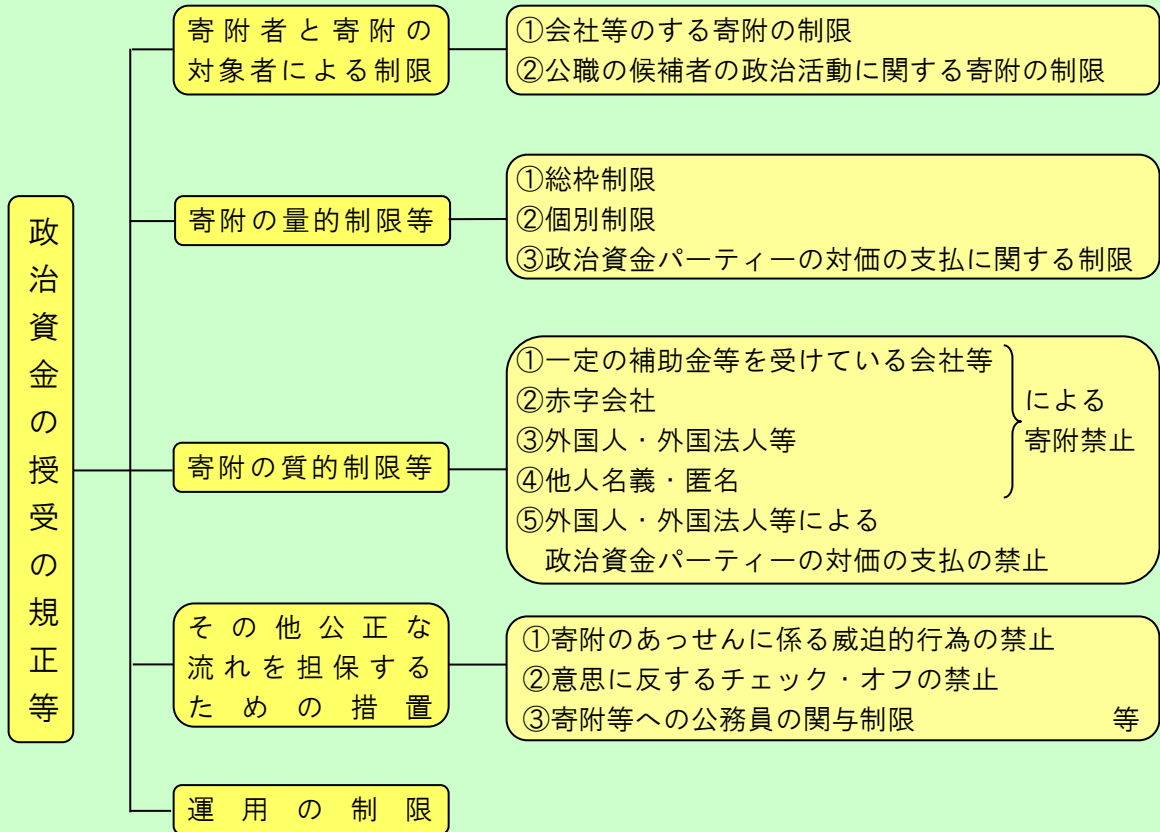 政治資金の授受の規正等
寄附者と寄附の
対象者による制限
①会社等のする寄附の制限
②公職の候補者の政治活動に関する寄附の制限
寄附の量的制限等
①総枠制限
②個別制限
③政治資金パーティーの対価の支払に関する制限
寄附の質的制限等
①一定の補助金等を受けている会社等
②赤字会社
③外国人・外国法人等
④他人名義・匿名
による
寄附禁止
⑤外国人・外国法人等による
政治資金パーティーの対価の支払の禁止
その他公正な
流れを担保する
ための措置
①寄附のあっせんに係る威迫的行為の禁止
②意思に反するチェック・オフの禁止
③寄附等への公務員の関与制限 等
運用の制限